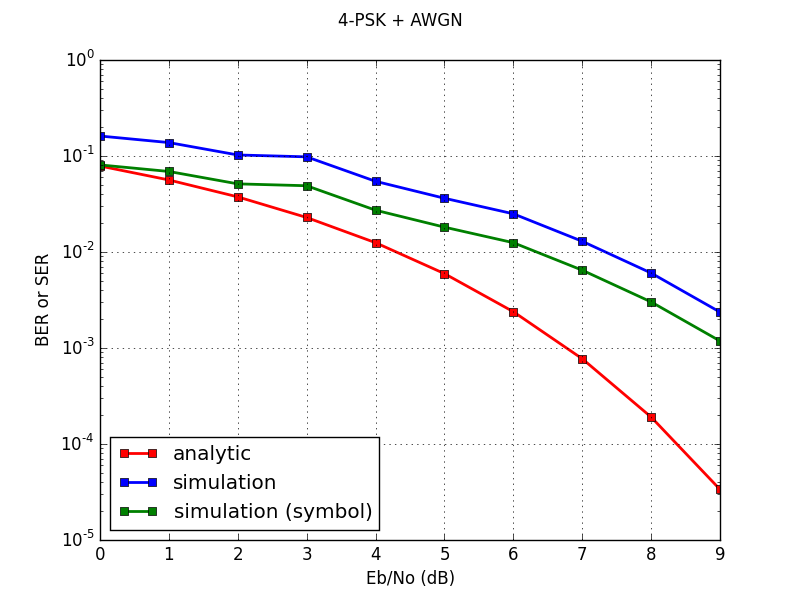 4-PSK + AWGN
10^0
10^-1
10^-2
10^-3
10^-4
10^-5
BER or SER
analytic
simulation
simulation (symbol)
0 1 2 3 4 5 6 7 8 9
Eb/No (dB)